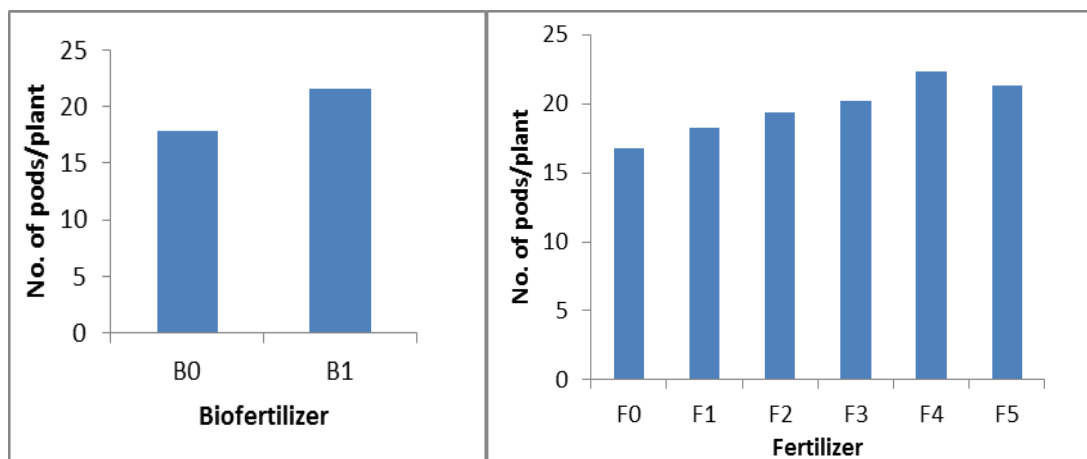 No. of pods/plant
25
20
15
10
5
0
B0 B1
Biofertilizer
No. of pods/plant
25
20
15
10
5
0
F0 F1 F2 F3 F4 F5
Fertilizer